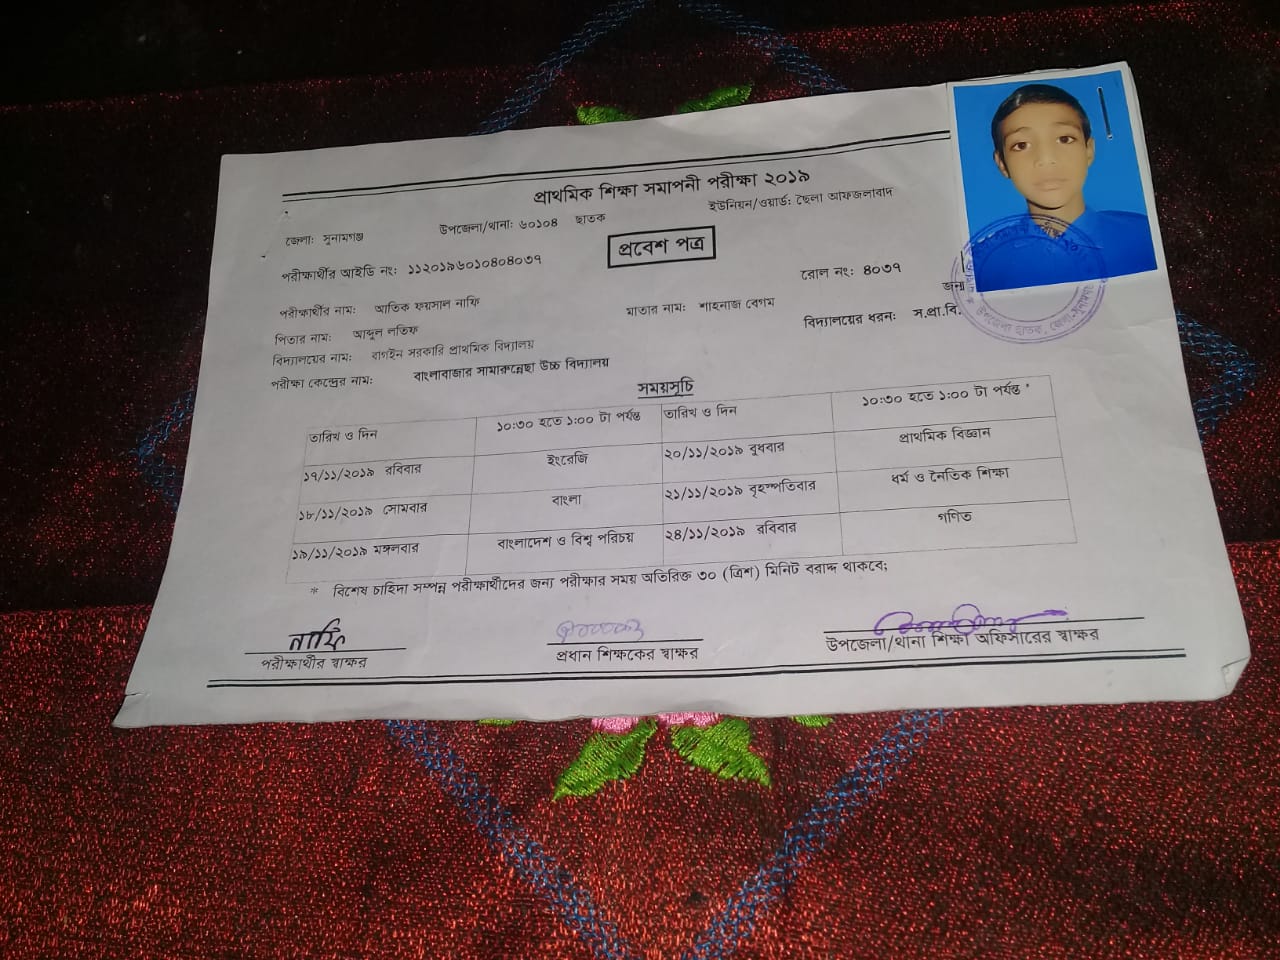 প্রাথমিক শিক্ষা সমাপনী পরীক্ষা ২০১৯
জেলা: সুনামগঞ্জ উপজেলা/থানা: ৬০১০৪ ছাতক ইউনিয়ন/ওয়ার্ড: ছৈলা আফজলাবাদ
প্রবেশ পত্র
পরীক্ষার্থীর আইডি নং: ১১২০১৯৬০১০৪০৪০৩৭ রোল নং: ৪০৩৭
পরীক্ষার্থীর নাম: আতিক ফয়সাল নাফি মাতার নাম: শাহনাজ বেগম জন্ম
পিতার নাম: আব্দুল লতিফ বিদ্যালয়ের ধরন: স.প্রা.বি.
বিদ্যালয়ের নাম: বাগইন সরকারি প্রাথমিক বিদ্যালয়
পরীক্ষা কেন্দ্রের নাম: বাংলাবাজার সামারুন্নেছা উচ্চ বিদ্যালয়
সময়সূচি
তারিখ ও দিন ১০:৩০ হতে ১:০০ টা পর্যন্ত তারিখ ও দিন ১০:৩০ হতে ১:০০ টা পর্যন্ত *
১৭/১১/২০১৯ রবিবার ইংরেজি ২০/১১/২০১৯ বুধবার প্রাথমিক বিজ্ঞান
১৮/১১/২০১৯ সোমবার বাংলা ২১/১১/২০১৯ বৃহস্পতিবার ধর্ম ও নৈতিক শিক্ষা
১৯/১১/২০১৯ মঙ্গলবার বাংলাদেশ ও বিশ্ব পরিচয় ২৪/১১/২০১৯ রবিবার গণিত
* বিশেষ চাহিদা সম্পন্ন পরীক্ষার্থীদের জন্য পরীক্ষার সময় অতিরিক্ত ৩০ (ত্রিশ) মিনিট বরাদ্দ থাকবে;
নাফি
পরীক্ষার্থীর স্বাক্ষর প্রধান শিক্ষকের স্বাক্ষর উপজেলা/থানা শিক্ষা অফিসারের স্বাক্ষর
উপজেলা ছাতক, জেলা-সুনামগঞ্জ